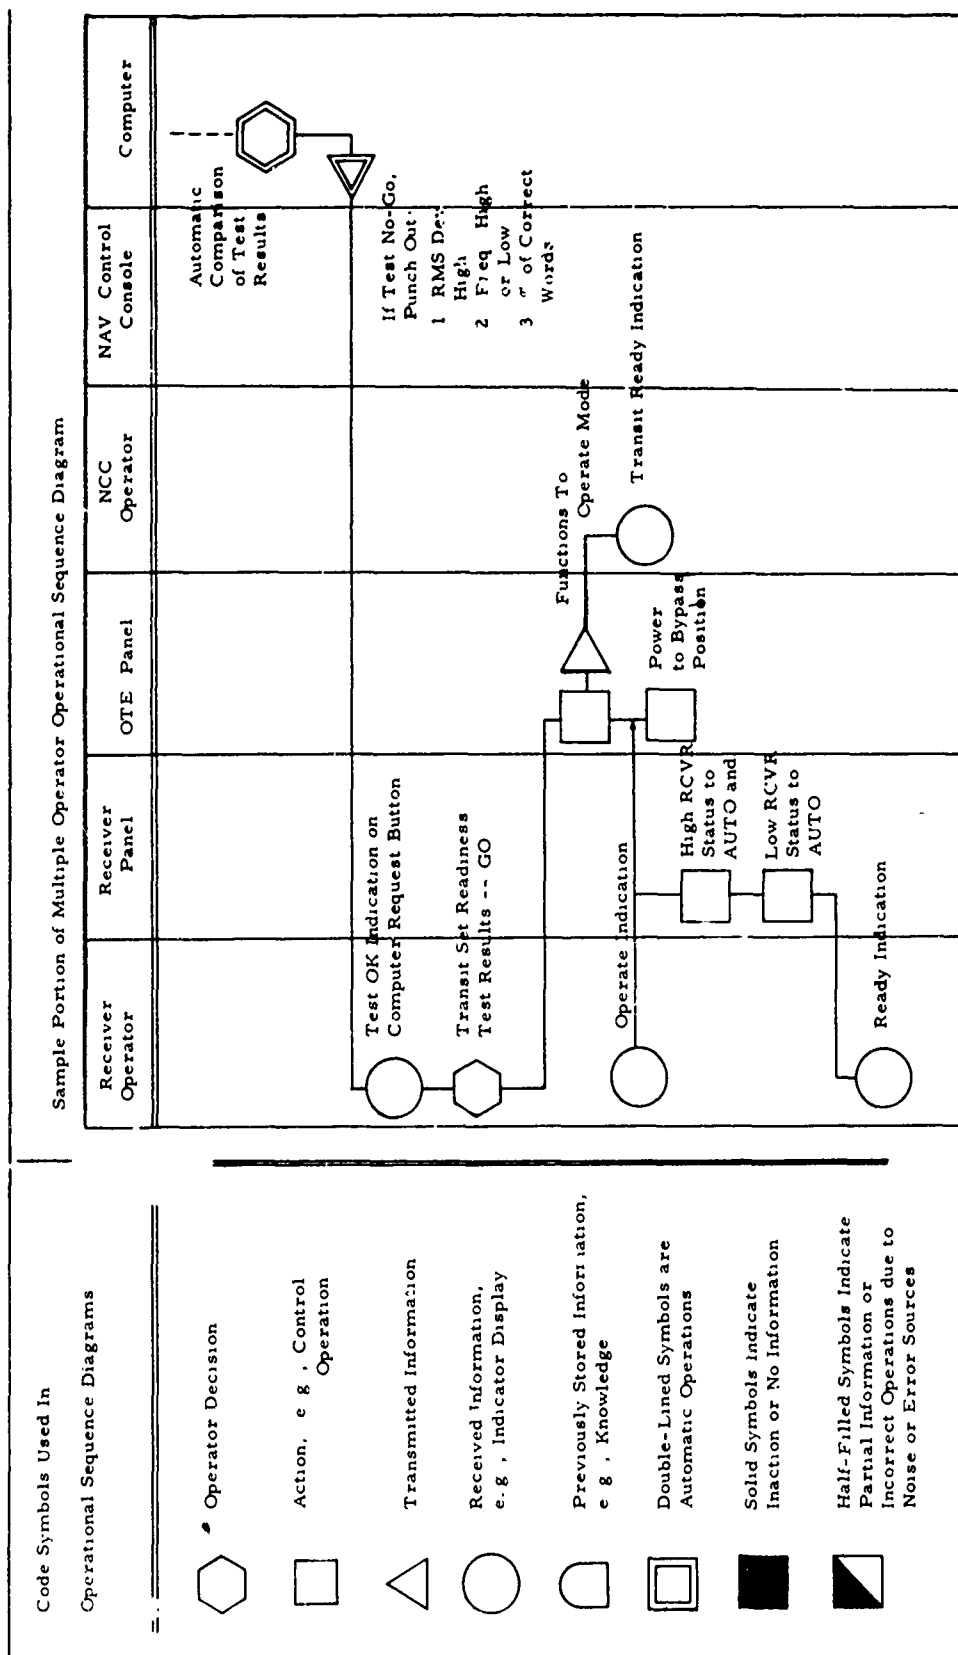 Code Symbols Used In
Operational Sequence Diagrams
Operator Decision
Action, e g , Control
Operation
Transmitted Information
Received Information,
e. g , Indicator Display
Previously Stored Information,
e g , Knowledge
Double-Lined Symbols are
Automatic Operations
Solid Symbols Indicate
Inaction or No Information
Half-Filled Symbols Indicate
Partial Information or
Incorrect Operations due to
Noise or Error Sources
Sample Portion of Multiple Operator Operational Sequence Diagram
Receiver
Operator
Receiver
Panel
OTE Panel
NCC
Operator
NAV Control
Console
Computer
Automatic
Comparison
of Test
Results
If Test No-Go,
Punch Out
1 RMS Dev
High
2 Freq High
or Low
3 of Correct
Words
Test OK Indication on
Computer Request Button
Transit Set Readiness
Test Results -- GO
Functions To
Operate Mode
Transit Ready Indication
Power
to Bypass
Position
Operate Indication
High RCVR
Status to
AUTO and
Low RCVR
Status to
AUTO
Ready Indication